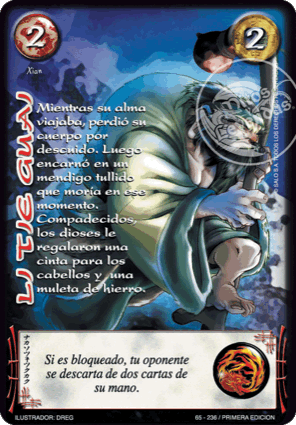 2
2
Xian
LI TIE GUAI
Mientras su alma
viajaba, perdió su
cuerpo por
descuido. Luego
encarnó en un
mendigo tullido
que moría en ese
momento.
Compadecidos,
los dioses le
regalaron una
cinta para los
cabellos y una
muleta de hierro.
Si es bloqueado, tu oponente
se descarta de dos cartas de
su mano.
ILUSTRADOR: DREG
65 - 236 / PRIMERA EDICION